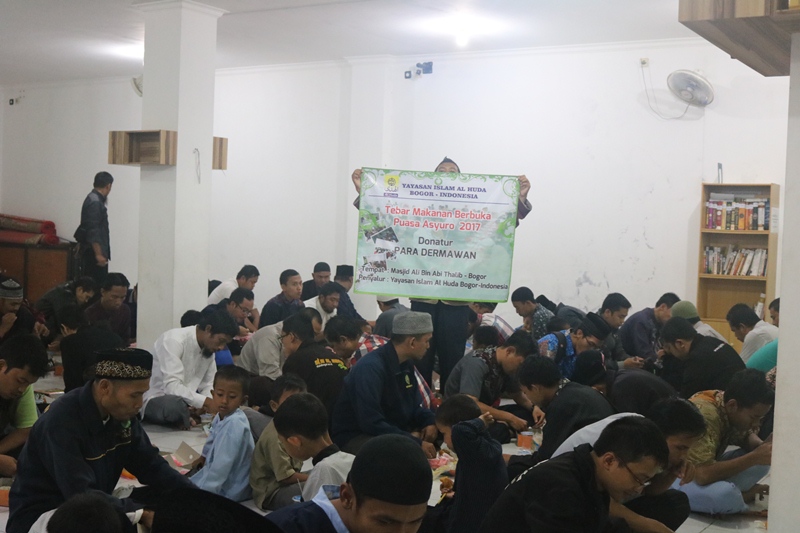 YAYASAN ISLAM AL HUDA
BOGOR - INDONESIA
Tebar Makanan Berbuka
Puasa Asyuro 2017
Donatur
PARA DERMAWAN
Tempat : Masjid Ali Bin Abi Thalib - Bogor
Penyalur : Yayasan Islam Al Huda Bogor-Indonesia